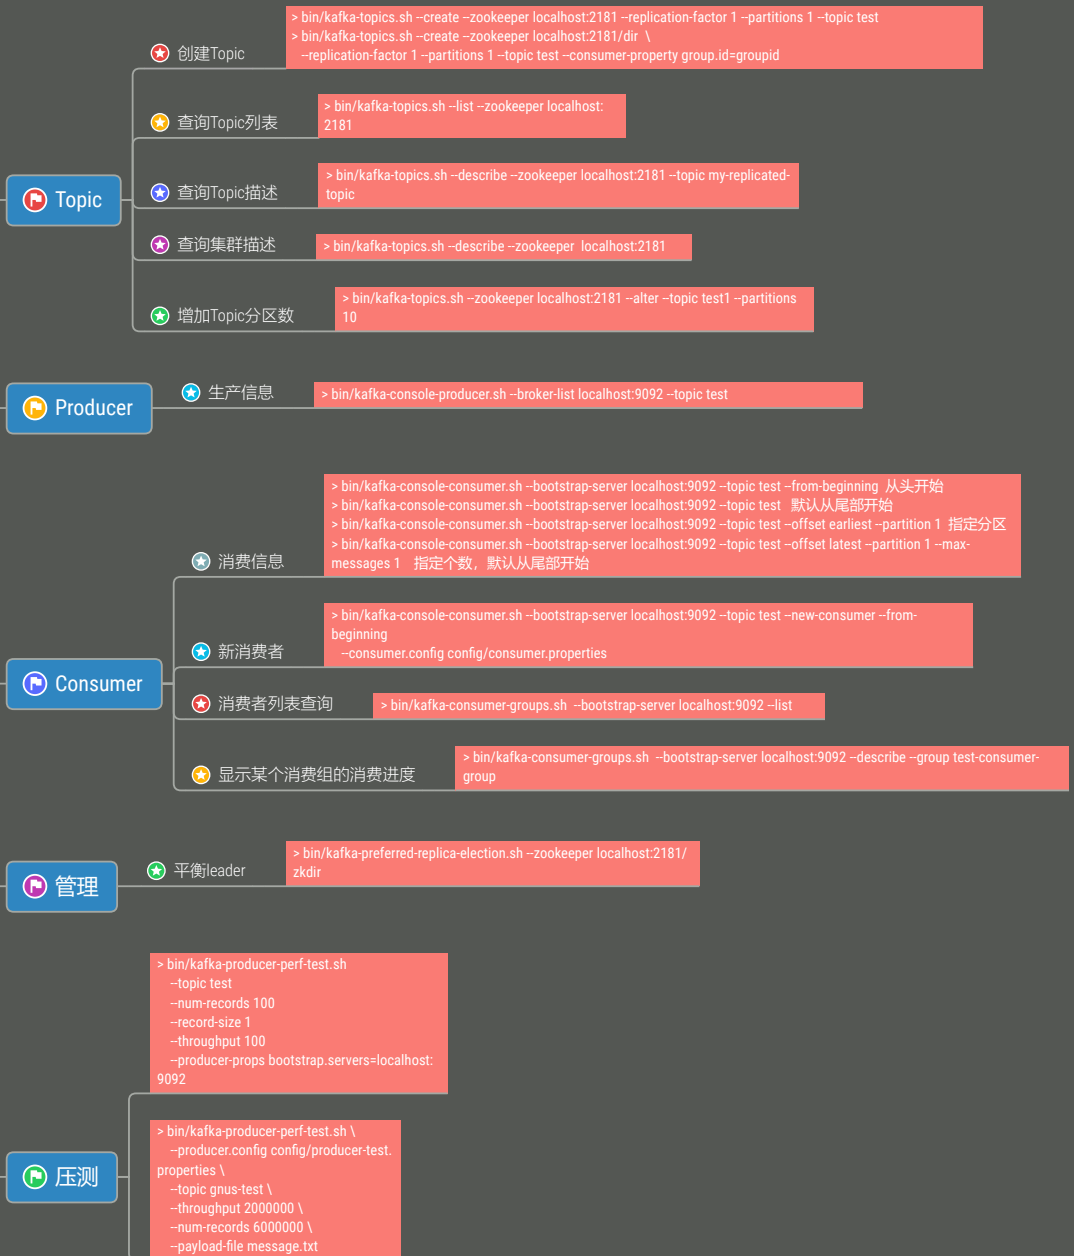 Topic
创建Topic
> bin/kafka-topics.sh --create --zookeeper localhost:2181 --replication-factor 1 --partitions 1 --topic test
> bin/kafka-topics.sh --create --zookeeper localhost:2181/dir \
--replication-factor 1 --partitions 1 --topic test --consumer-property group.id=groupid
查询Topic列表
> bin/kafka-topics.sh --list --zookeeper localhost:
2181
查询Topic描述
> bin/kafka-topics.sh --describe --zookeeper localhost:2181 --topic my-replicated-
topic
查询集群描述
> bin/kafka-topics.sh --describe --zookeeper localhost:2181
增加Topic分区数
> bin/kafka-topics.sh --zookeeper localhost:2181 --alter --topic test1 --partitions
10
Producer
生产信息
> bin/kafka-console-producer.sh --broker-list localhost:9092 --topic test
Consumer
消费信息
> bin/kafka-console-consumer.sh --bootstrap-server localhost:9092 --topic test --from-beginning 从头开始
> bin/kafka-console-consumer.sh --bootstrap-server localhost:9092 --topic test 默认从尾部开始
> bin/kafka-console-consumer.sh --bootstrap-server localhost:9092 --topic test --offset earliest --partition 1 指定分区
> bin/kafka-console-consumer.sh --bootstrap-server localhost:9092 --topic test --offset latest --partition 1 --max-
messages 1 指定个数，默认从尾部开始
新消费者
> bin/kafka-console-consumer.sh --bootstrap-server localhost:9092 --topic test --new-consumer --from-
beginning
--consumer.config config/consumer.properties
消费者列表查询
> bin/kafka-consumer-groups.sh --bootstrap-server localhost:9092 --list
显示某个消费组的消费进度
> bin/kafka-consumer-groups.sh --bootstrap-server localhost:9092 --describe --group test-consumer-
group
管理
平衡leader
> bin/kafka-preferred-replica-election.sh --zookeeper localhost:2181/
zkdir
压测
> bin/kafka-producer-perf-test.sh
--topic test
--num-records 100
--record-size 1
--throughput 100
--producer-props bootstrap.servers=localhost:
9092
> bin/kafka-producer-perf-test.sh \
--producer.config config/producer-test.
properties \
--topic gnus-test \
--throughput 2000000 \
--num-records 6000000 \
--payload-file message.txt